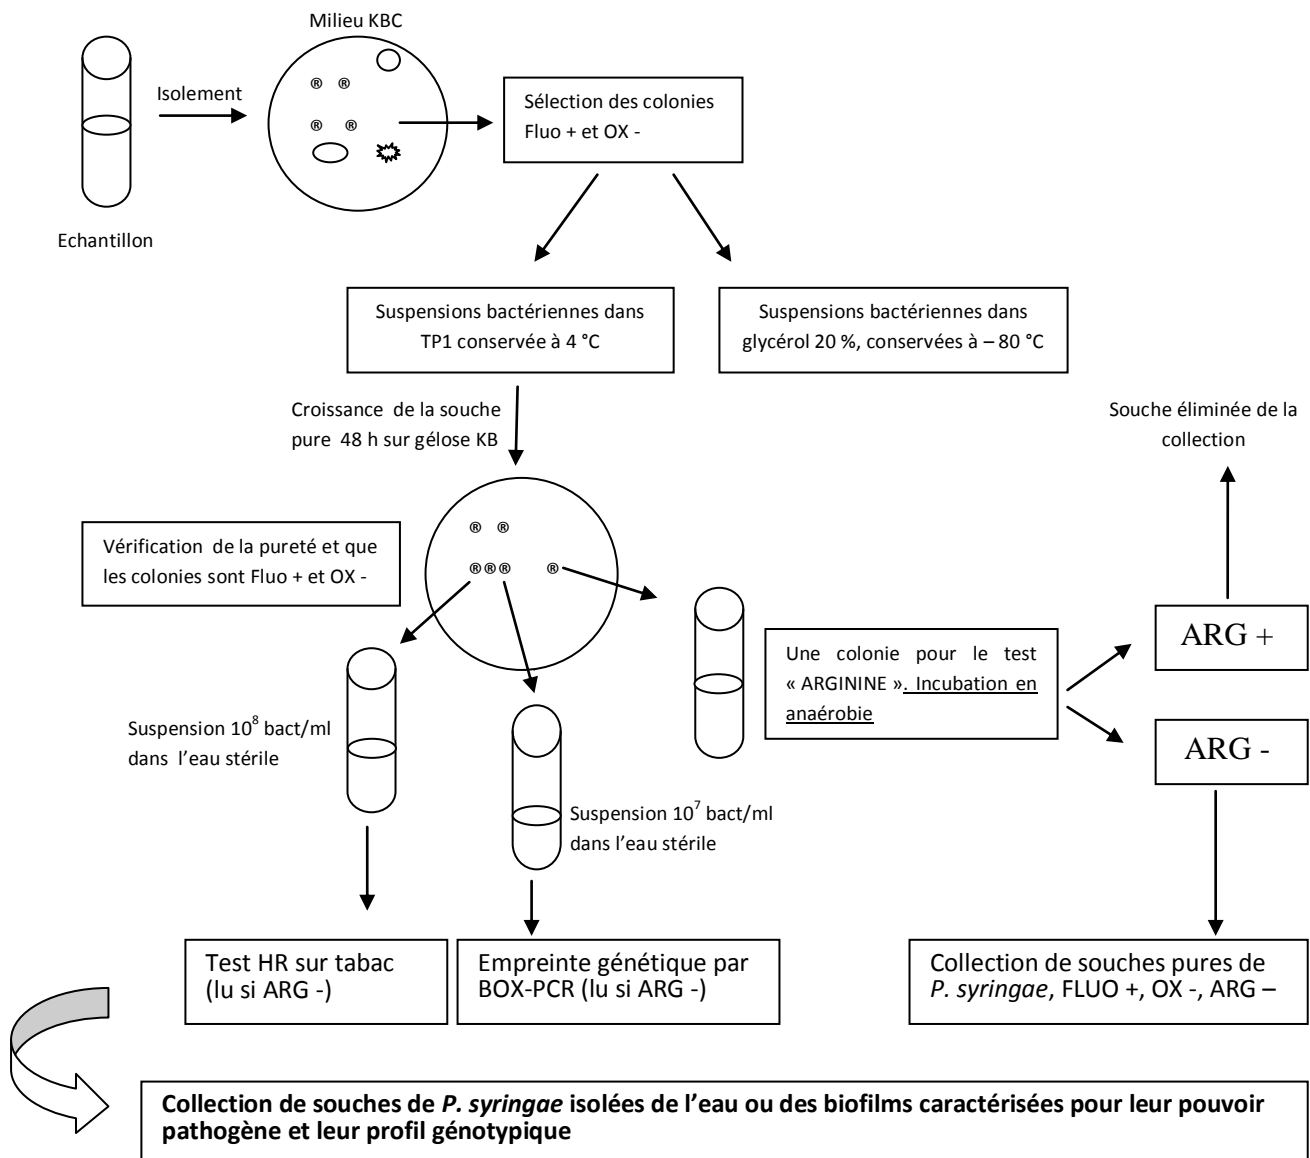 Milieu KBC
Isolement
Echantillon
® ®
® ®
Sélection des colonies
Fluo + et OX -
Suspensions bactériennes dans
TP1 conservée à 4 °C
Suspensions bactériennes dans
glycérol 20 %, conservées à – 80 °C
Croissance de la souche
pure 48 h sur gélose KB
Souche éliminée de la
collection
® ®
®®® ®
Vérification de la pureté et que
les colonies sont Fluo + et OX -
Une colonie pour le test
« ARGININE ». Incubation en
anaérobie
ARG +
ARG -
Suspension 10⁸ bact/ml
dans l’eau stérile
Suspension 10⁷ bact/ml
dans l’eau stérile
Test HR sur tabac
(lu si ARG -)
Empreinte génétique par
BOX-PCR (lu si ARG -)
Collection de souches pures de
P. syringae, FLUO +, OX -, ARG –
Collection de souches de P. syringae isolées de l’eau ou des biofilms caractérisées pour leur pouvoir
pathogène et leur profil génotypique